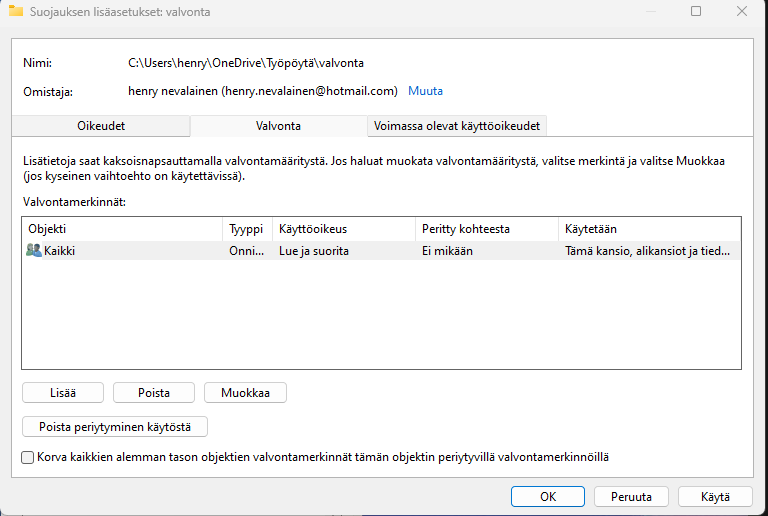 Suojauksen lisäasetukset: valvonta
Nimi: C:\Users\henry\OneDrive\Työpöytä\valvonta
Omistaja: henry nevalainen (henry.nevalainen@hotmail.com) Muuta
Oikeudet Valvonta Voimassa olevat käyttöoikeudet
Lisätietoja saat kaksoisnapsauttamalla valvontamääritystä. Jos haluat muokata valvontamääritystä, valitse merkintä ja valitse Muokkaa
(jos kyseinen vaihtoehto on käytettävissä).
Valvontamerkinnät:
Objekti Tyyppi Käyttöoikeus Peritty kohteesta Käytetään
Kaikki Onni... Lue ja suorita Ei mikään Tämä kansio, alikansiot ja tied...
Lisää Poista Muokkaa
Poista periytyminen käytöstä
Korva kaikkien alemman tason objektien valvontamerkinnät tämän objektin periytyvillä valvontamerkinnöillä
OK Peruuta Käytä